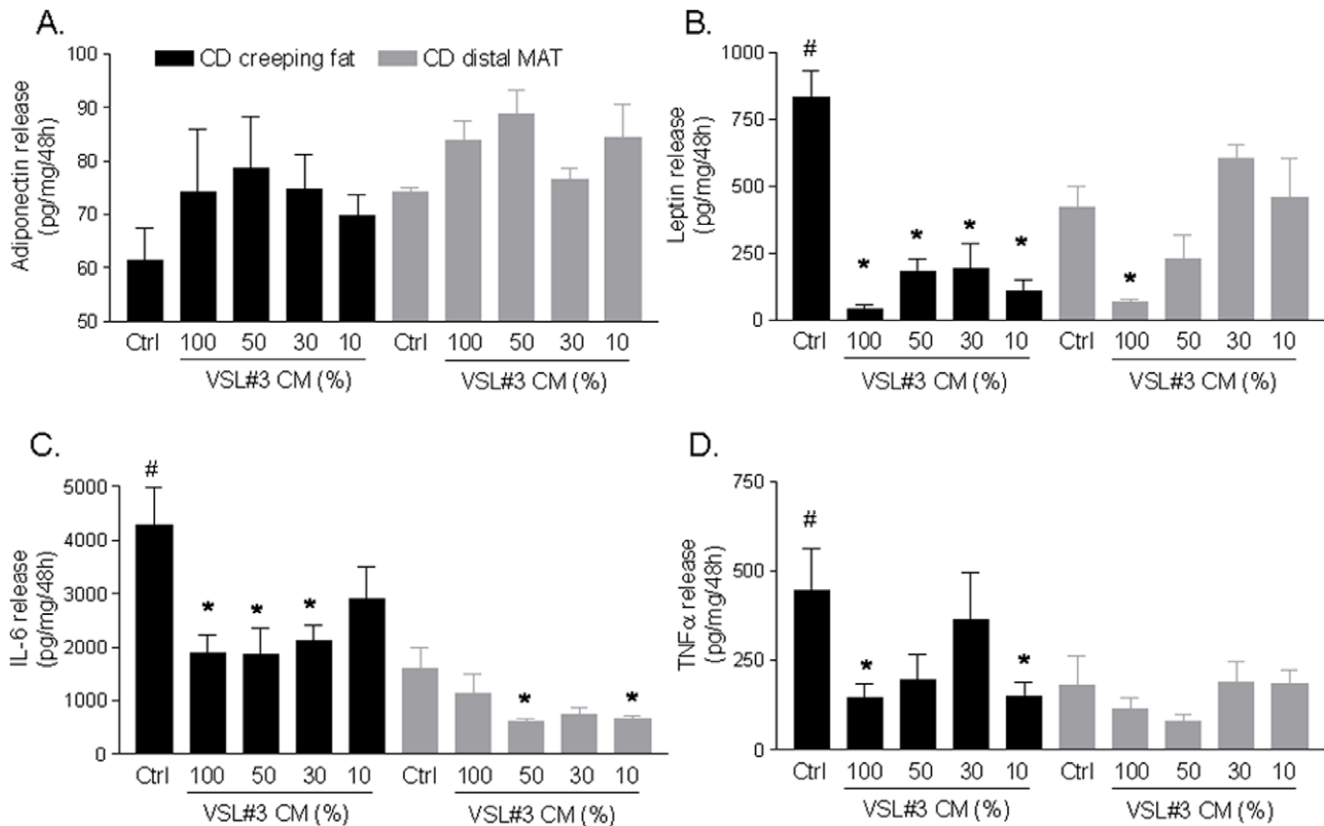 A.
100
90
80
70
60
50
Adiponectin release
(pg/mg/48h)
CD creeping fat
CD distal MAT
Ctrl 100 50 30 10 Ctrl 100 50 30 10
VSL#3 CM (%) VSL#3 CM (%)
B.
1000
750
500
250
0
Leptin release
(pg/mg/48h)
#
* * * * *
Ctrl 100 50 30 10 Ctrl 100 50 30 10
VSL#3 CM (%) VSL#3 CM (%)
C.
5000
4000
3000
2000
1000
0
IL-6 release
(pg/mg/48h)
#
* * * * *
Ctrl 100 50 30 10 Ctrl 100 50 30 10
VSL#3 CM (%) VSL#3 CM (%)
D.
750
500
250
0
TNFα release
(pg/mg/48h)
#
* *
Ctrl 100 50 30 10 Ctrl 100 50 30 10
VSL#3 CM (%) VSL#3 CM (%)